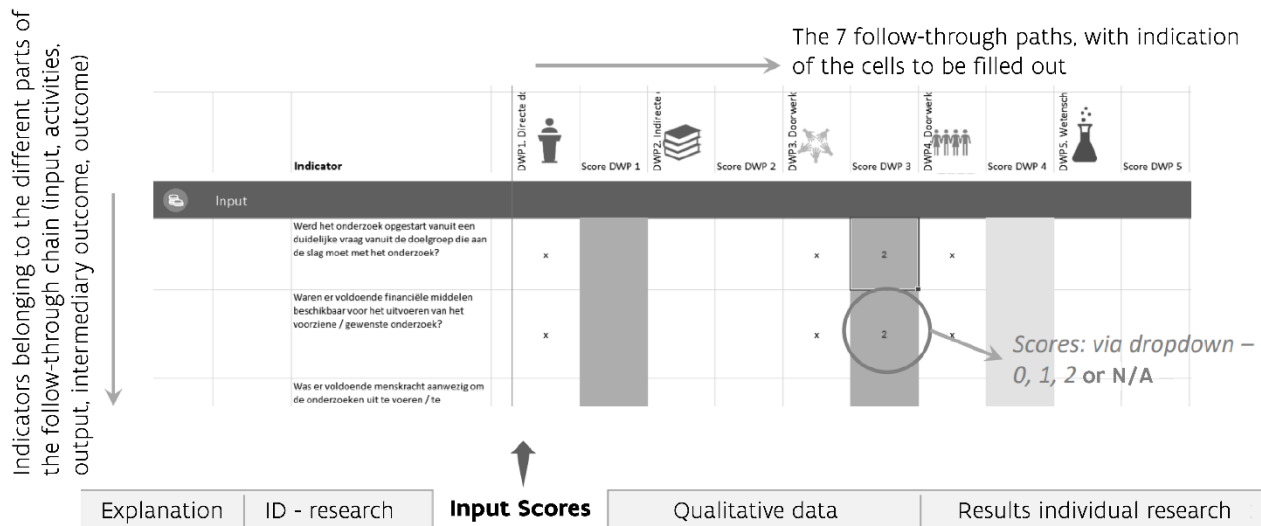 Indicators belonging to the different parts of
the follow-through chain (input, activities,
output, intermediary outcome, outcome)
The 7 follow-through paths, with indication
of the cells to be filled out
Indicator
DWP1. Directe do
Score DWP 1
DWP2. Indirecte
Score DWP 2
DWP3. Doorwerk
Score DWP 3
DWP4. Doorwerk
Score DWP 4
DWP5. Wetensch
Score DWP 5
Input
Werd het onderzoek opgestart vanuit een
duidelijke vraag vanuit de doelgroep die aan
de slag moet met het onderzoek?
x
x
2
x
Waren er voldoende financiële middelen
beschikbaar voor het uitvoeren van het
voorziene / gewenste onderzoek?
x
x
2
x
Scores: via dropdown –
0, 1, 2 or N/A
Was er voldoende menskracht aanwezig om
de onderzoeken uit te voeren / te
Explanation
ID - research
Input Scores
Qualitative data
Results individual research